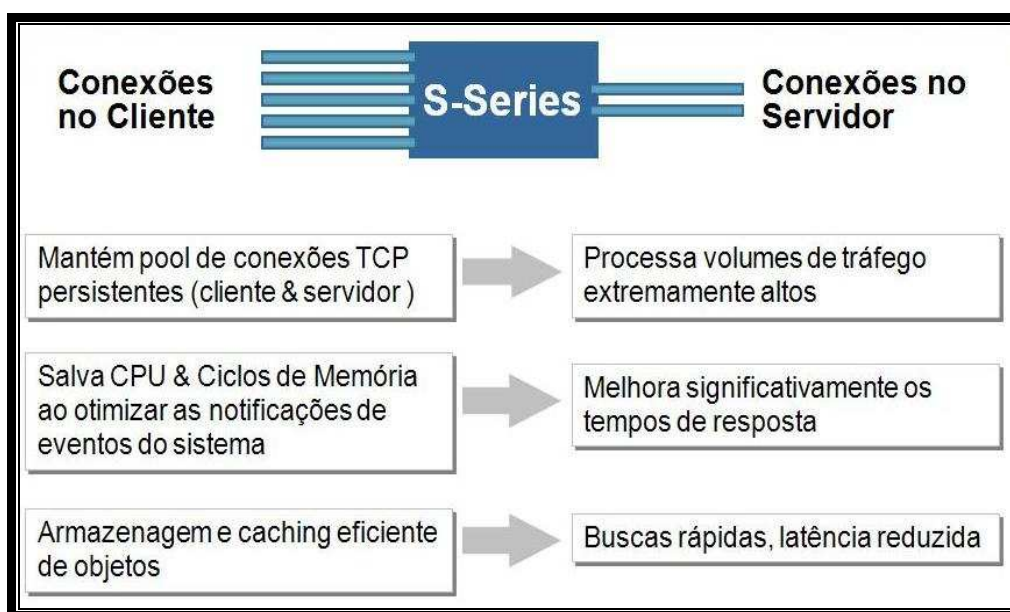 Conexões
no Cliente
S-Series
Conexões no
Servidor
Mantém pool de conexões TCP
persistentes (cliente & servidor )
Processa volumes de tráfego
extremamente altos
Salva CPU & Ciclos de Memória
ao otimizar as notificações de
eventos do sistema
Melhora significativamente os
tempos de resposta
Armazenagem e caching eficiente
de objetos
Buscas rápidas, latência reduzida